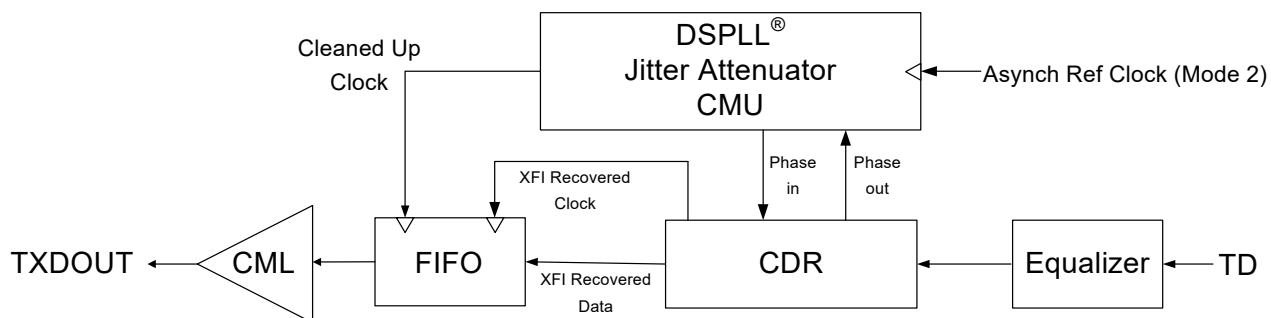 DSPLL®
Jitter Attenuator
CMU
Cleaned Up
Clock
Asynch Ref Clock (Mode 2)
Phase
in
Phase
out
XFI Recovered
Clock
TXDOUT
CML
FIFO
XFI Recovered
Data
CDR
Equalizer
TD